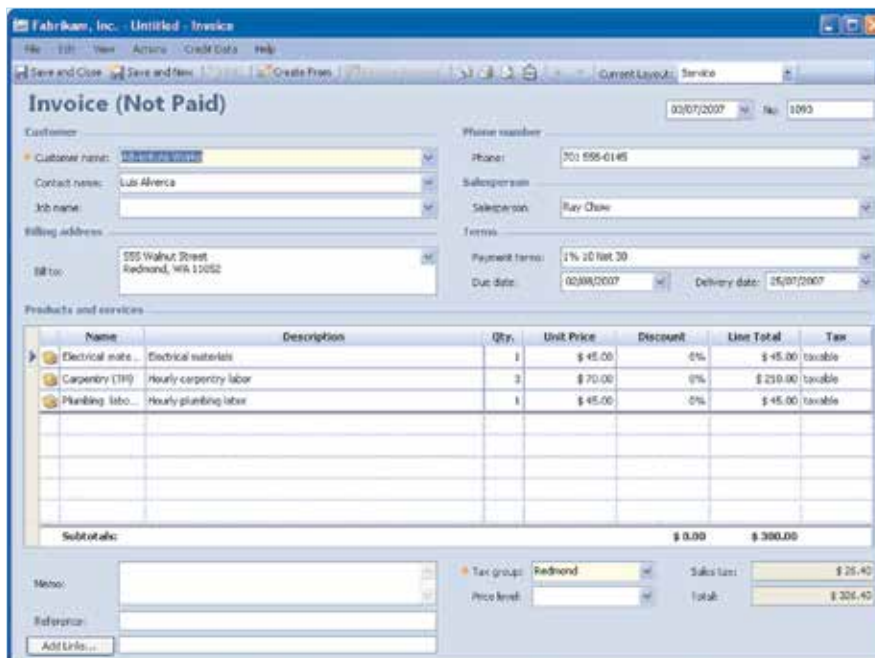 Fabrikam, Inc. - Untitled - Invoice
File Edit View Actions Credit Data Help
Save and Close Save and New Create From Current Layout: Service
Invoice (Not Paid)
03/07/2007 No: 1093
Customer
Customer name: Adventure Works
Contact name: Luis Alverca
Job name:
Billing address
Bill to: 555 Walnut Street
Redmond, WA 11052
Phone number
Phone: 701 555-0145
Salesperson
Salesperson: Ray Chow
Terms
Payment terms: 1% 10 Net 30
Due date: 02/08/2007 Delivery date: 25/07/2007
Products and services
Name Description Qty. Unit Price Discount Line Total Tax
Electrical mate... Electrical materials 1 $ 45.00 0% $ 45.00 taxable
Carpentry (TM) Hourly carpentry labor 3 $ 70.00 0% $ 210.00 taxable
Plumbing labo... Hourly plumbing labor 1 $ 45.00 0% $ 45.00 taxable
Subtotals: $ 0.00 $ 300.00
Memo:
Reference:
Add Links...
Tax group: Redmond Sales tax: $ 26.40
Price level: Total: $ 326.40